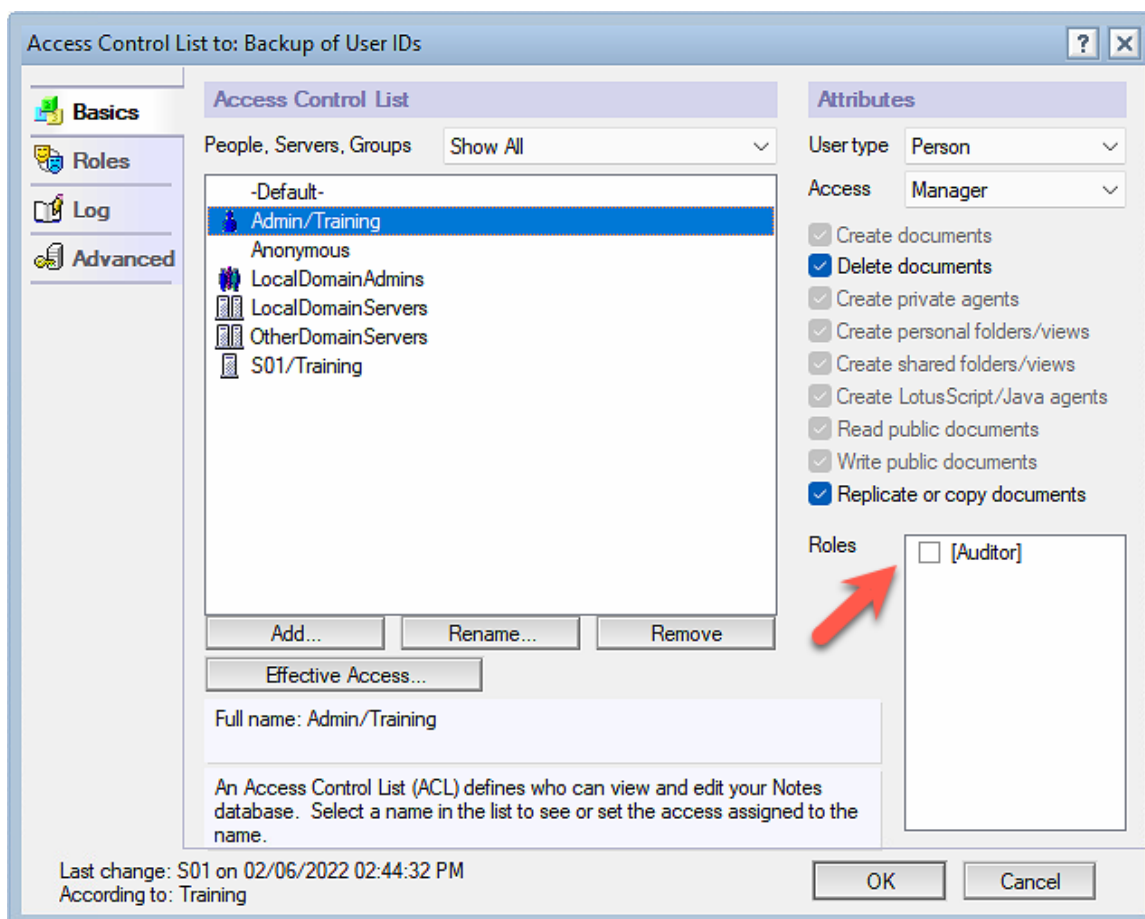 Access Control List to: Backup of User IDs
Basics
Roles
Log
Advanced
Access Control List
People, Servers, Groups Show All
-Default-
Admin/Training
Anonymous
LocalDomainAdmins
LocalDomainServers
OtherDomainServers
S01/Training
Add... Rename... Remove
Effective Access...
Full name: Admin/Training
An Access Control List (ACL) defines who can view and edit your Notes
database. Select a name in the list to see or set the access assigned to the
name.
Attributes
User type Person
Access Manager
Create documents
Delete documents
Create private agents
Create personal folders/views
Create shared folders/views
Create LotusScript/Java agents
Read public documents
Write public documents
Replicate or copy documents
Roles [Auditor]
Last change: S01 on 02/06/2022 02:44:32 PM
According to: Training
OK Cancel